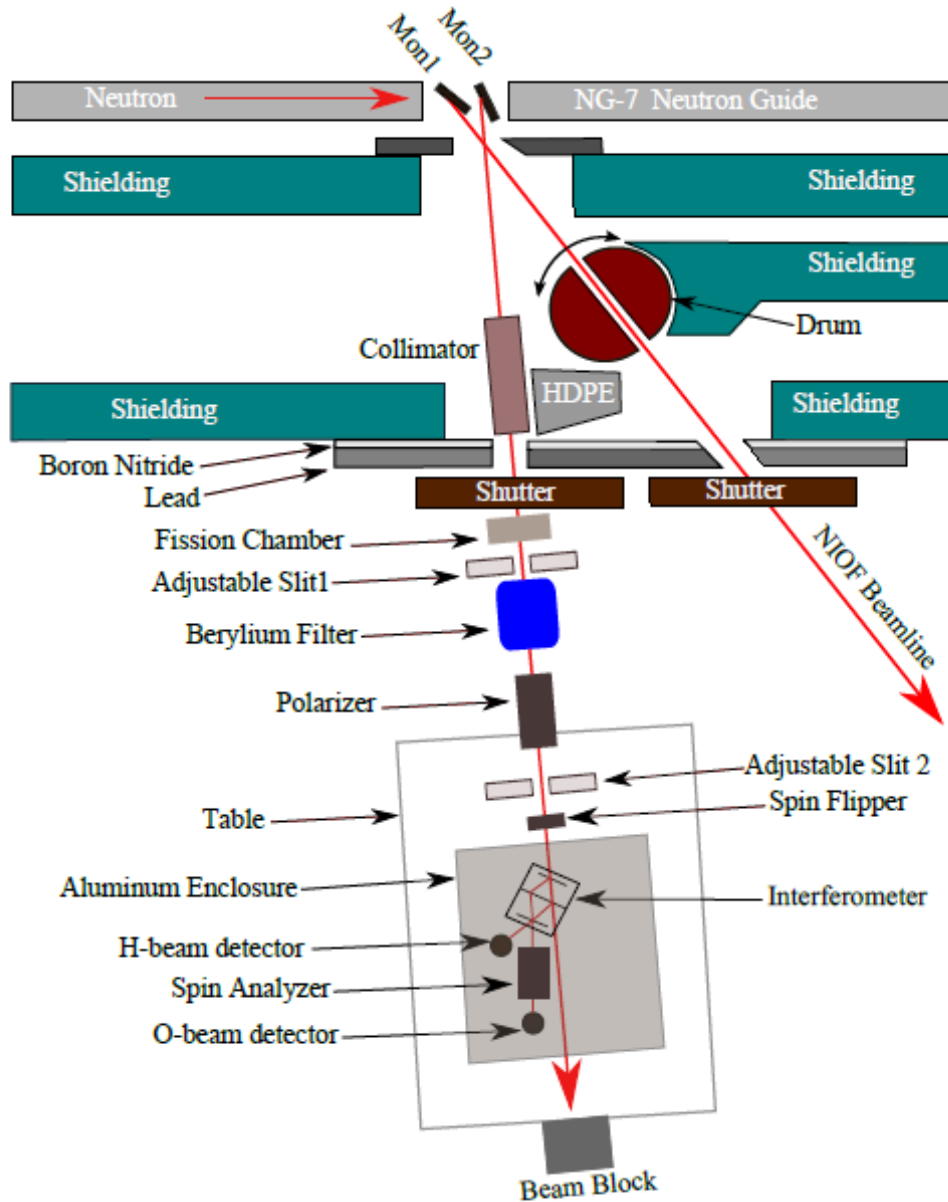 Mon1
Mon2
Neutron
NG-7 Neutron Guide
Shielding
Shielding
Shielding
Drum
Collimator
HDPE
Shielding
Shielding
Boron Nitride
Lead
Shutter
Shutter
Fission Chamber
Adjustable Slit1
NIOF Beamline
Berylium Filter
Polarizer
Adjustable Slit 2
Spin Flipper
Table
Aluminum Enclosure
Interferometer
H-beam detector
Spin Analyzer
O-beam detector
Beam Block